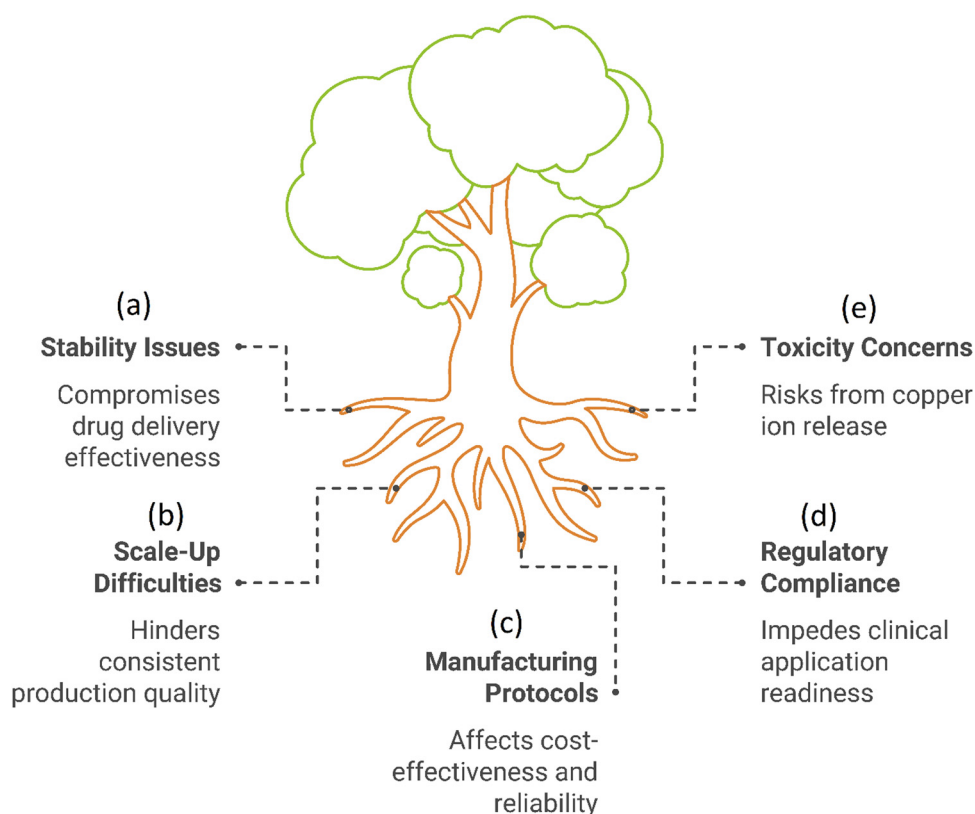 (a)
Stability Issues
Compromises
drug delivery
effectiveness
(b)
Scale-Up
Difficulties
Hinders
consistent
production quality
(c)
Manufacturing
Protocols
Affects cost-
effectiveness and
reliability
(d)
Regulatory
Compliance
Impedes clinical
application
readiness
(e)
Toxicity Concerns
Risks from copper
ion release